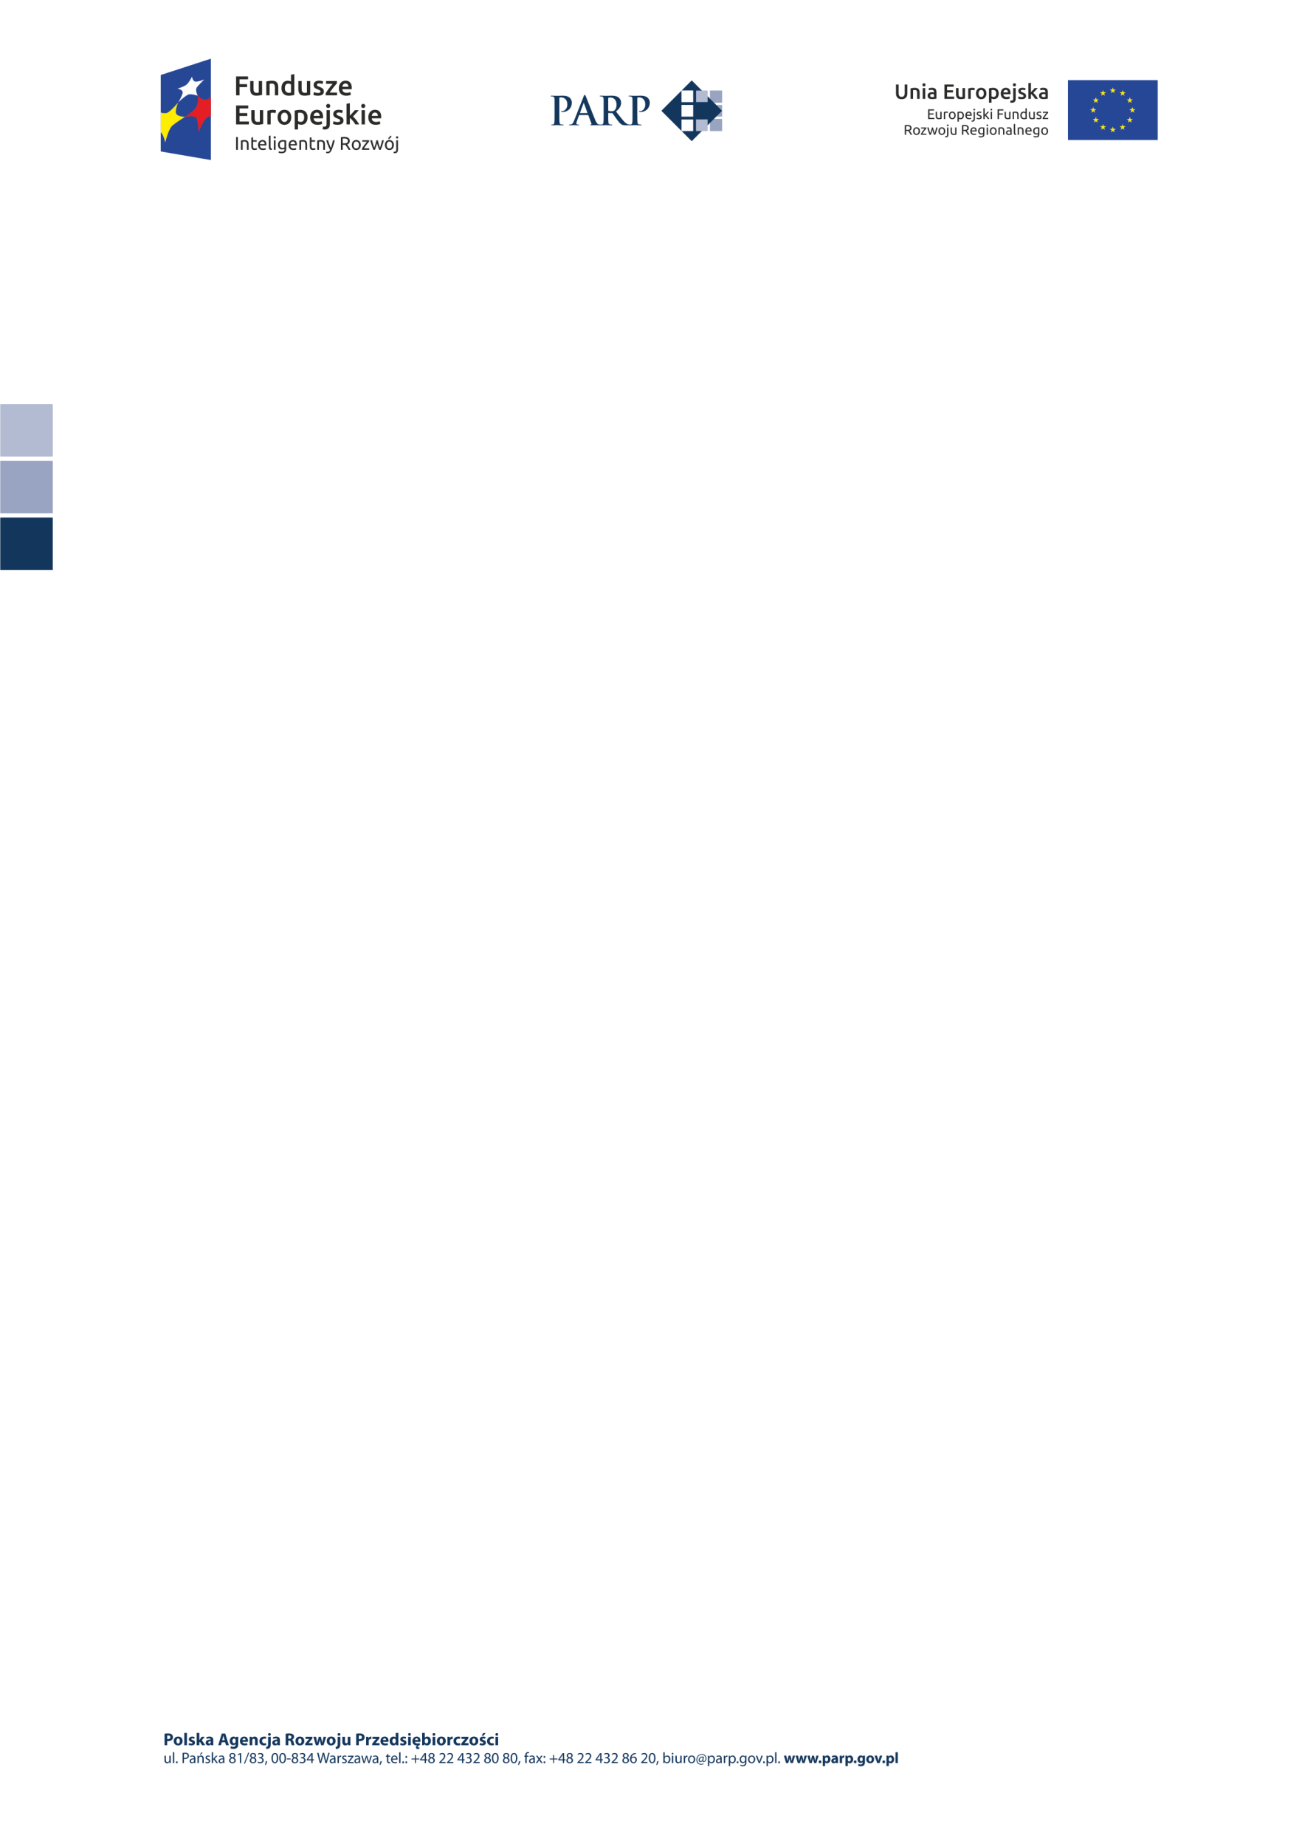 Fundusze
Europejskie
Inteligentny Rozwój
PARP
Unia Europejska
Europejski Fundusz
Rozwoju Regionalnego
Polska Agencja Rozwoju Przedsiębiorczości
ul. Pańska 81/83, 00-834 Warszawa, tel.: +48 22 432 80 80, fax: +48 22 432 86 20, biuro@parp.gov.pl. www.parp.gov.pl